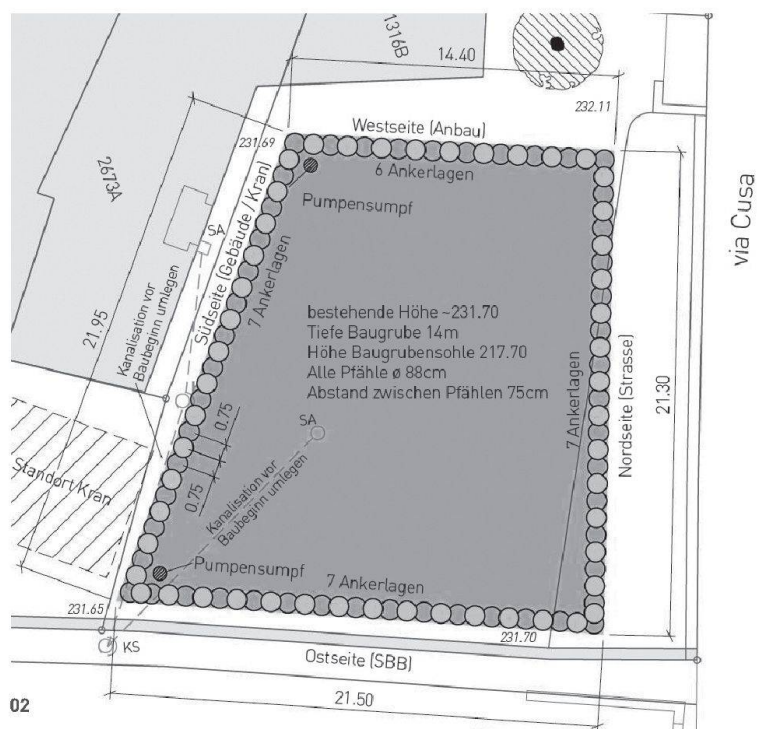 1316B
14.40
232.11
Westseite (Anbau)
231.69
6 Ankerlagen
Pumpensumpf
2673A
SA
Südseite (Gebäude / Kran)
7 Ankerlagen
21.95
Kanalisation vor
Baubeginn umlegen
via Cusa
bestehende Höhe ~231.70
Tiefe Baugrube 14m
Höhe Baugrubensohle 217.70
Alle Pfähle ø 88cm
Abstand zwischen Pfählen 75cm
7 Ankerlagen
Nordseite (Strasse)
21.30
SA
0.75
0.75
Kanalisation vor
Baubeginn umlegen
Standort Kran
Pumpensumpf
7 Ankerlagen
231.65
231.70
KS
Ostseite (SBB)
21.50
02